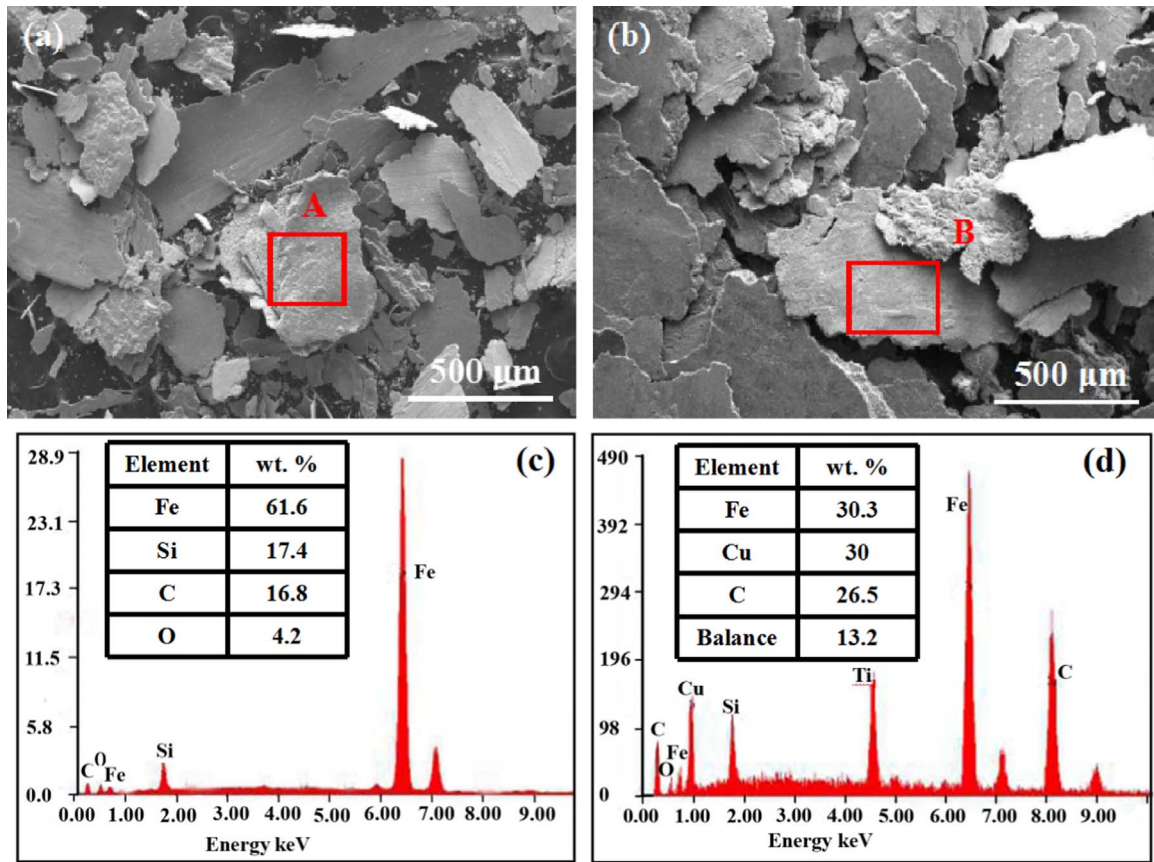 (a)
A
500 μm
(b)
B
500 μm
(c)
Element wt. %
Fe 61.6
Si 17.4
C 16.8
O 4.2
28.9
23.1
17.3
11.5
5.8
0.0
C
O
Fe
Si
Fe
0.00 1.00 2.00 3.00 4.00 5.00 6.00 7.00 8.00 9.00
Energy keV
(d)
Element wt. %
Fe 30.3
Cu 30
C 26.5
Balance 13.2
490
392
294
196
98
0
C
O
Fe
Cu
Si
Ti
Fe
C
0.00 1.00 2.00 3.00 4.00 5.00 6.00 7.00 8.00 9.00
Energy keV